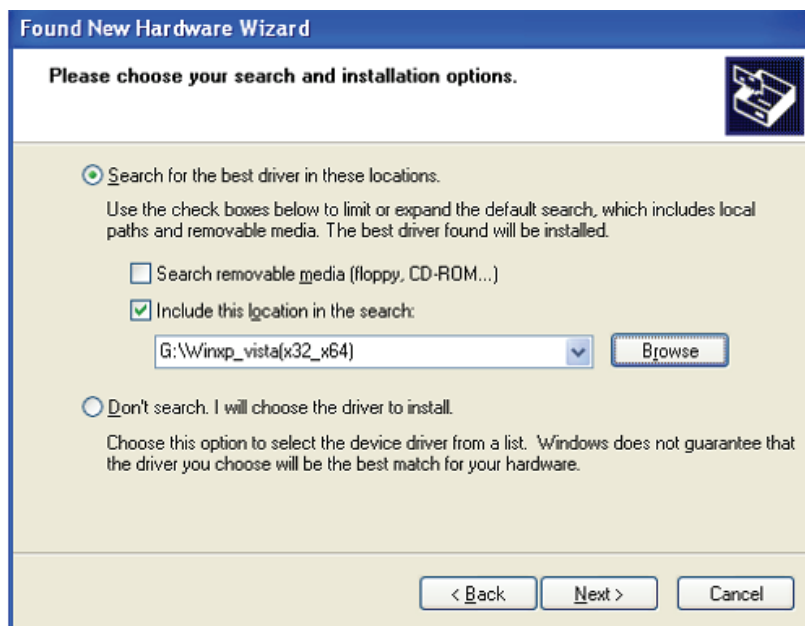 Found New Hardware Wizard
Please choose your search and installation options.
Search for the best driver in these locations.
Use the check boxes below to limit or expand the default search, which includes local
paths and removable media. The best driver found will be installed.
Search removable media (floppy, CD-ROM...)
Include this location in the search:
G:\Winxp_vista(x32_x64)
Browse
Don't search. I will choose the driver to install.
Choose this option to select the device driver from a list. Windows does not guarantee that
the driver you choose will be the best match for your hardware.
< Back
Next >
Cancel